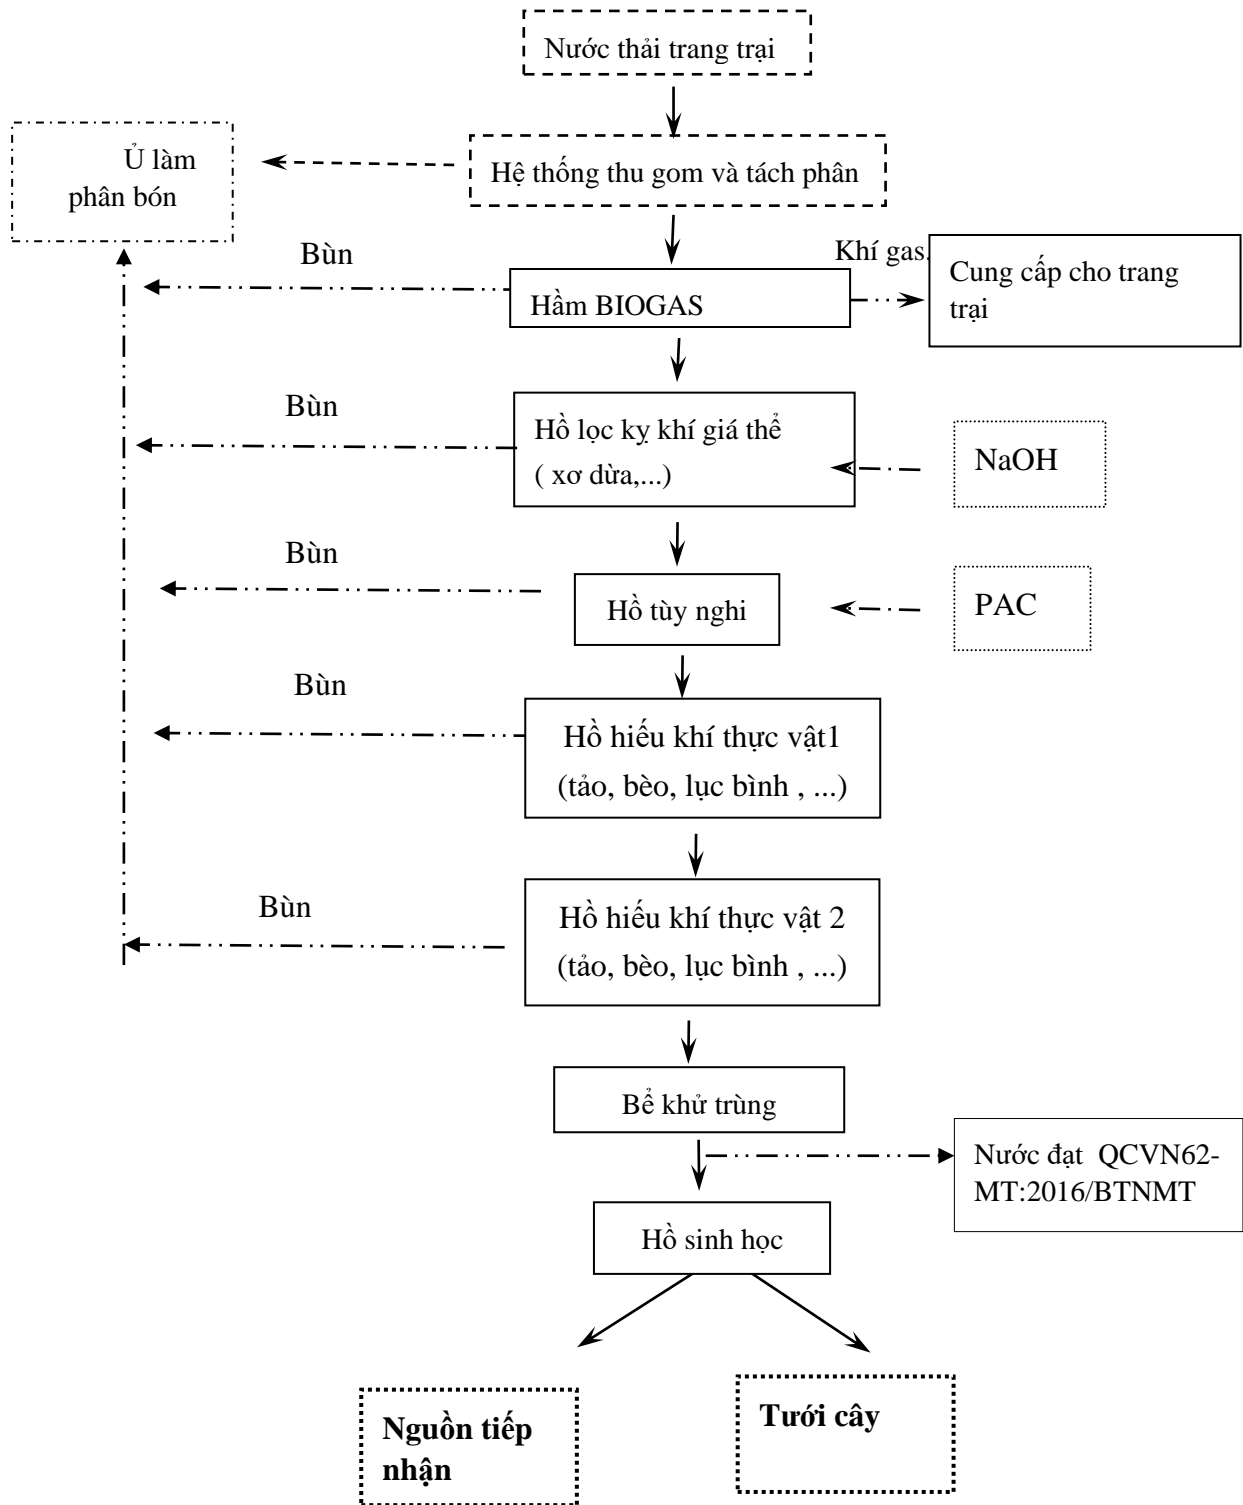 Nước thải trang trại
Ủ làm
phân bón
Hệ thống thu gom và tách phân
Bùn
Khí gas.
Hầm BIOGAS
Cung cấp cho trang
trại
Bùn
Hồ lọc kỵ khí giá thể
( xơ dừa,...)
NaOH
Bùn
Hồ tùy nghi
PAC
Bùn
Hồ hiếu khí thực vật1
(tảo, bèo, lục bình , ...)
Bùn
Hồ hiếu khí thực vật 2
(tảo, bèo, lục bình , ...)
Bể khử trùng
Nước đạt QCVN62-
MT:2016/BTNMT
Hồ sinh học
Nguồn tiếp
nhận
Tưới cây